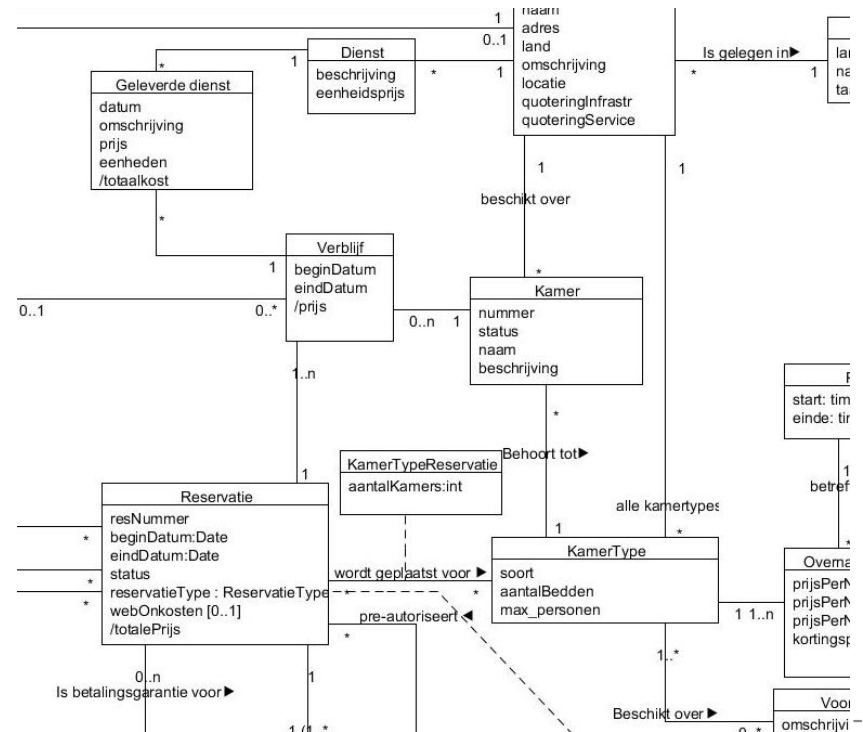 naam
adres
land
omschrijving
locatie
quoteringInfrastr
quoteringService
1
0..1
1
Is gelegen in▶
*
1
Dienst
beschrijving
eenheidsprijs
1
*
Geleverde dienst
datum
omschrijving
prijs
eenheden
/totaalkost
*
*
1
1
1
beschikt over
*
Verblijf
beginDatum
eindDatum
/prijs
0..1
0..*
0..n
1
1..n
1
Kamer
nummer
status
naam
beschrijving
*
Behoort tot▶
1
alle kamertypes
*
start: tim
einde:
1
betref
*
KamerTypeReservatie
aantalKamers:int
Reservatie
resNummer
beginDatum:Date
eindDatum:Date
status
reservatieType : ReservatieType
webOnkosten [0..1]
/totalePrijs
*
*
*
wordt geplaatst voor ▶
*
*
pre-autoriseert ◀
*
KamerType
soort
aantalBedden
max_personen
1
1..n
Overna
prijsPerN
prijsPerN
prijsPerN
kortingsp
0..n
Is betalingsgarantie voor▶
1
1..*
Beschikt over ▶
0..*
Voor
omschrijvi